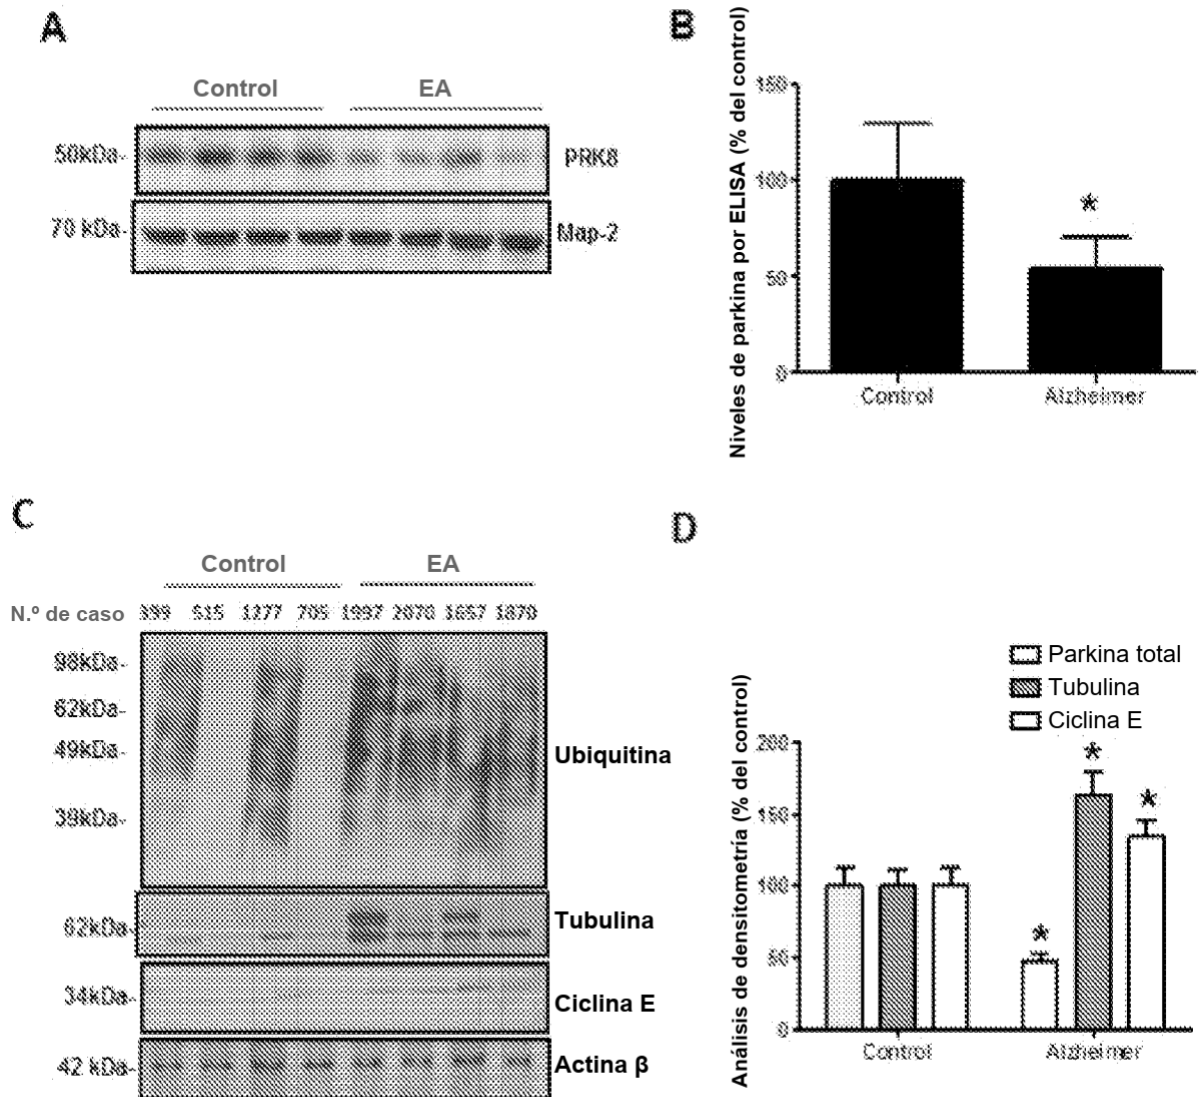 A
Control EA
50kDa- PRK8
70 kDa- Map-2
B
Niveles de parkina por ELISA (% del control)
150
100
50
0
Control Alzheimer
*
C
Control EA
N.º de caso 399 515 1277 705 1997 2070 1657 1870
98kDa-
62kDa-
49kDa- Ubiquitina
39kDa-
62kDa- Tubulina
34kDa- Ciclina E
42 kDa- Actina β
D
Parkina total
Tubulina
Ciclina E
Análisis de densitometría (% del control)
200
150
100
50
0
* * *
Control Alzheimer